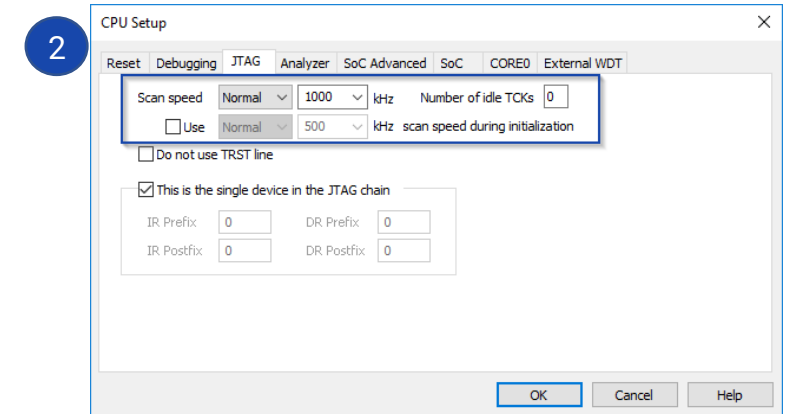 2
CPU Setup
Reset Debugging JTAG Analyzer SoC Advanced SoC CORE0 External WDT
Scan speed Normal 1000 kHz Number of idle TCKs 0
Use Normal 500 kHz scan speed during initialization
Do not use TRST line
This is the single device in the JTAG chain
IR Prefix 0 DR Prefix 0
IR Postfix 0 DR Postfix 0
OK Cancel Help